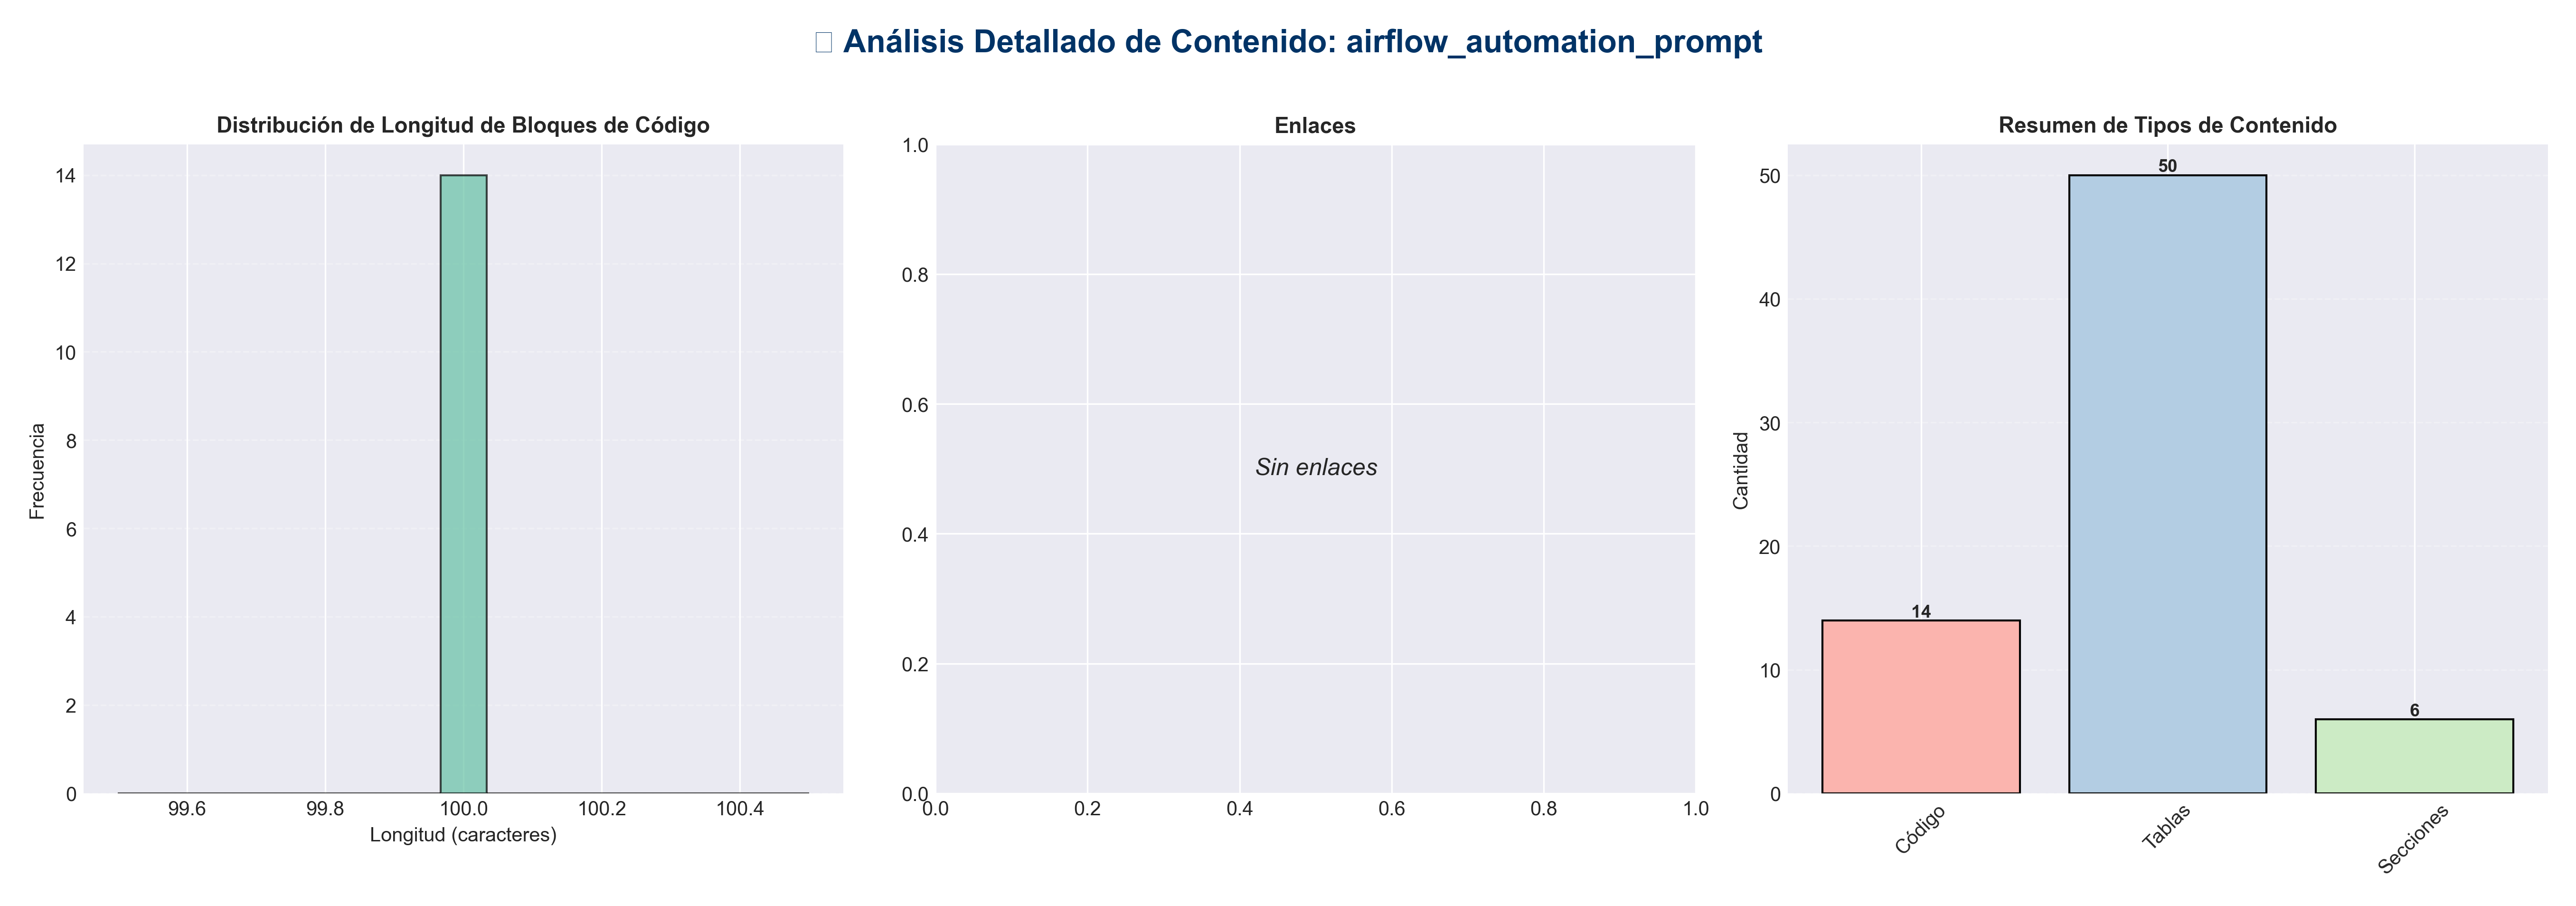 Análisis Detallado de Contenido: airflow_automation_prompt
Distribución de Longitud de Bloques de Código
14
12
10
8
6
4
2
0
Frecuencia
99.6 99.8 100.0 100.2 100.4
Longitud (caracteres)
Enlaces
1.0
0.8
0.6
0.4
0.2
0.0
Sin enlaces
0.0 0.2 0.4 0.6 0.8 1.0
Resumen de Tipos de Contenido
50
40
30
20
10
0
Cantidad
14
50
6
Código
Tablas
Secciones